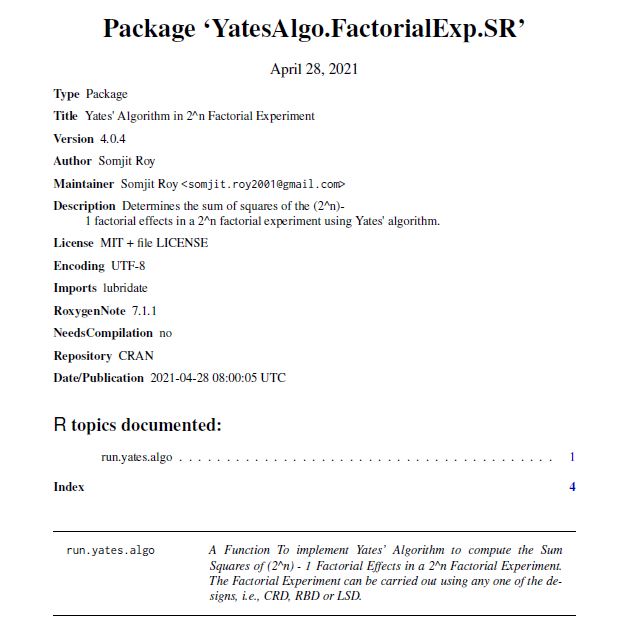 Package ‘YatesAlgo.FactorialExp.SR’
April 28, 2021
Type Package
Title Yates' Algorithm in 2^n Factorial Experiment
Version 4.0.4
Author Somjit Roy
Maintainer Somjit Roy <somjit.roy2001@gmail.com>
Description Determines the sum of squares of the (2^n)-
1 factorial effects in a 2^n factorial experiment using Yates' algorithm.
License MIT + file LICENSE
Encoding UTF-8
Imports lubridate
RoxygenNote 7.1.1
NeedsCompilation no
Repository CRAN
Date/Publication 2021-04-28 08:00:05 UTC
R topics documented:
run.yates.algo . . . . . . . . . . . . . . . . . . . . . . . . . . . . . . . . . . . . . . . 1
Index 4
run.yates.algo A Function To implement Yates’ Algorithm to compute the Sum
Squares of (2^n) - 1 Factorial Effects in a 2^n Factorial Experiment.
The Factorial Experiment can be carried out using any one of the de-
signs, i.e., CRD, RBD or LSD.